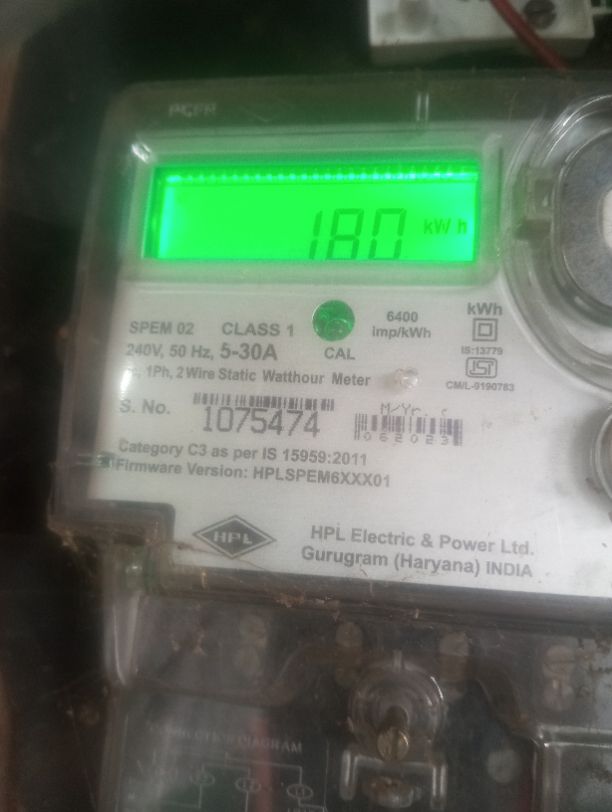 180 kWh
SPEM 02 CLASS 1
6400 imp/kWh
kWh
240V, 50 Hz, 5-30A
CAL
IS:13779
1Ph, 2 Wire Static Watthour Meter
ISI
CM/L-9190783
S. No. 1075474
M/Yr.
062023
Category C3 as per IS 15959:2011
Firmware Version: HPLSPEM6XXX01
HPL
HPL Electric & Power Ltd.
Gurugram (Haryana) INDIA
CONNECTION DIAGRAM